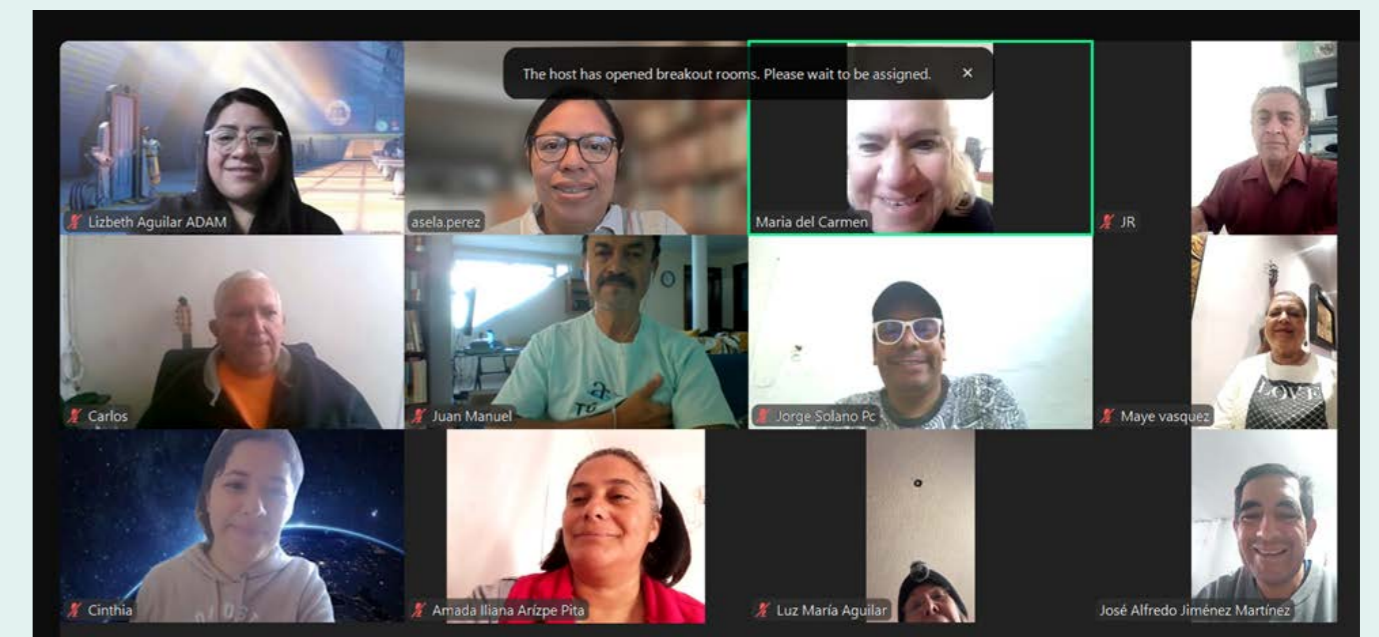 The host has opened breakout rooms. Please wait to be assigned.
Lizbeth Aguilar ADAM
asela.perez
Maria del Carmen
JR
Carlos
Juan Manuel
Jorge Solano Pc
Maye vasquez
LOVE
Cinthia
Amada Iliana Arízpe Pita
Luz María Aguilar
José Alfredo Jiménez Martínez